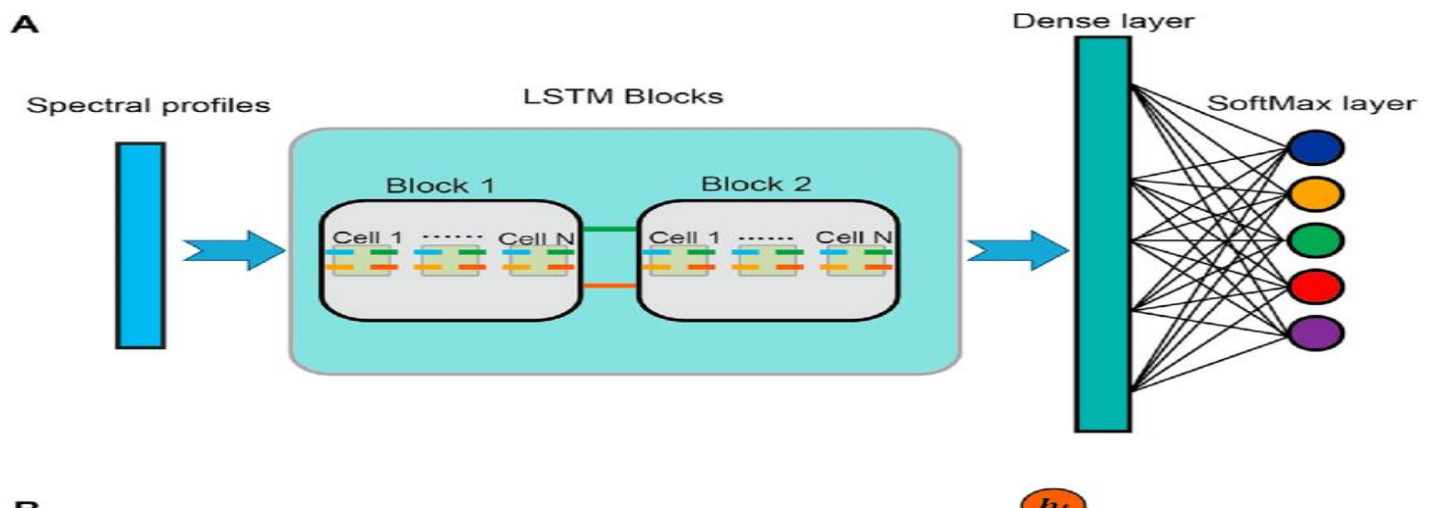 A
Dense layer
Spectral profiles
LSTM Blocks
SoftMax layer
Block 1
Block 2
Cell 1 ...... Cell N
Cell 1 ...... Cell N
B
h